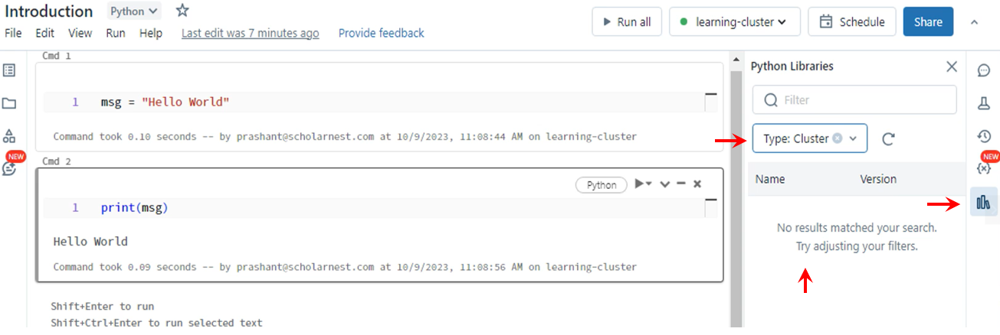 Introduction Python
File Edit View Run Help Last edit was 7 minutes ago Provide feedback
Run all learning-cluster Schedule Share
Cmd 1
1 msg = "Hello World"
Command took 0.10 seconds -- by prashant@scholarnest.com at 10/9/2023, 11:08:44 AM on learning-cluster
NEW
Cmd 2
Python
1 print(msg)
Hello World
Command took 0.09 seconds -- by prashant@scholarnest.com at 10/9/2023, 11:08:56 AM on learning-cluster
Shift+Enter to run
Shift+Ctrl+Enter to run selected text
Python Libraries
Filter
Type: Cluster
Name Version
No results matched your search.
Try adjusting your filters.
NEW
{x}